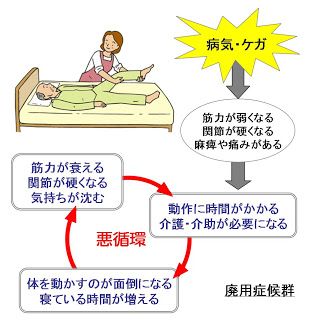 病気・ケガ
筋力が弱くなる
関節が硬くなる
麻痺や痛みがある
筋力が衰える
関節が硬くなる
気持ちが沈む
動作に時間がかかる
介護・介助が必要になる
悪循環
体を動かすのが面倒になる
寝ている時間が増える
廃用症候群